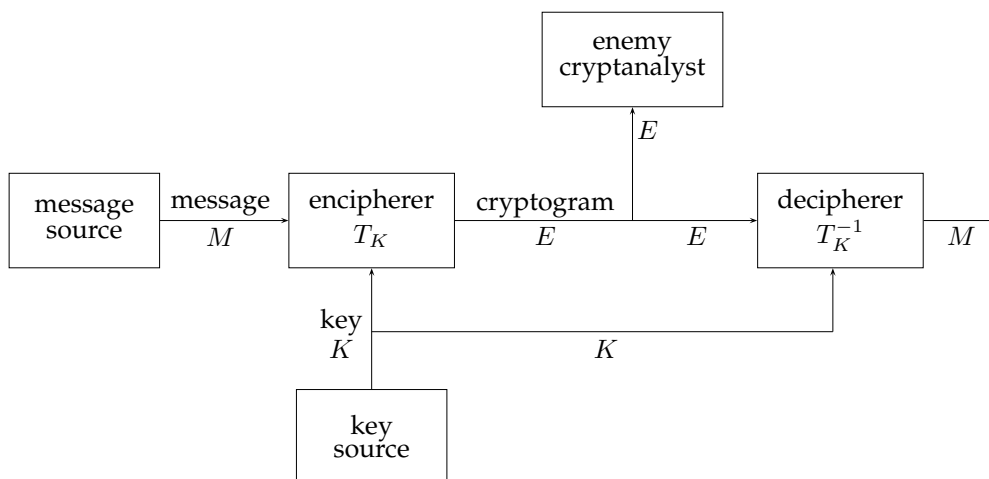 enemy
cryptanalyst
E
message
source
message
M
encipherer
T_K
cryptogram
E
E
decipherer
T_K^{-1}
M
key
K
K
key
source